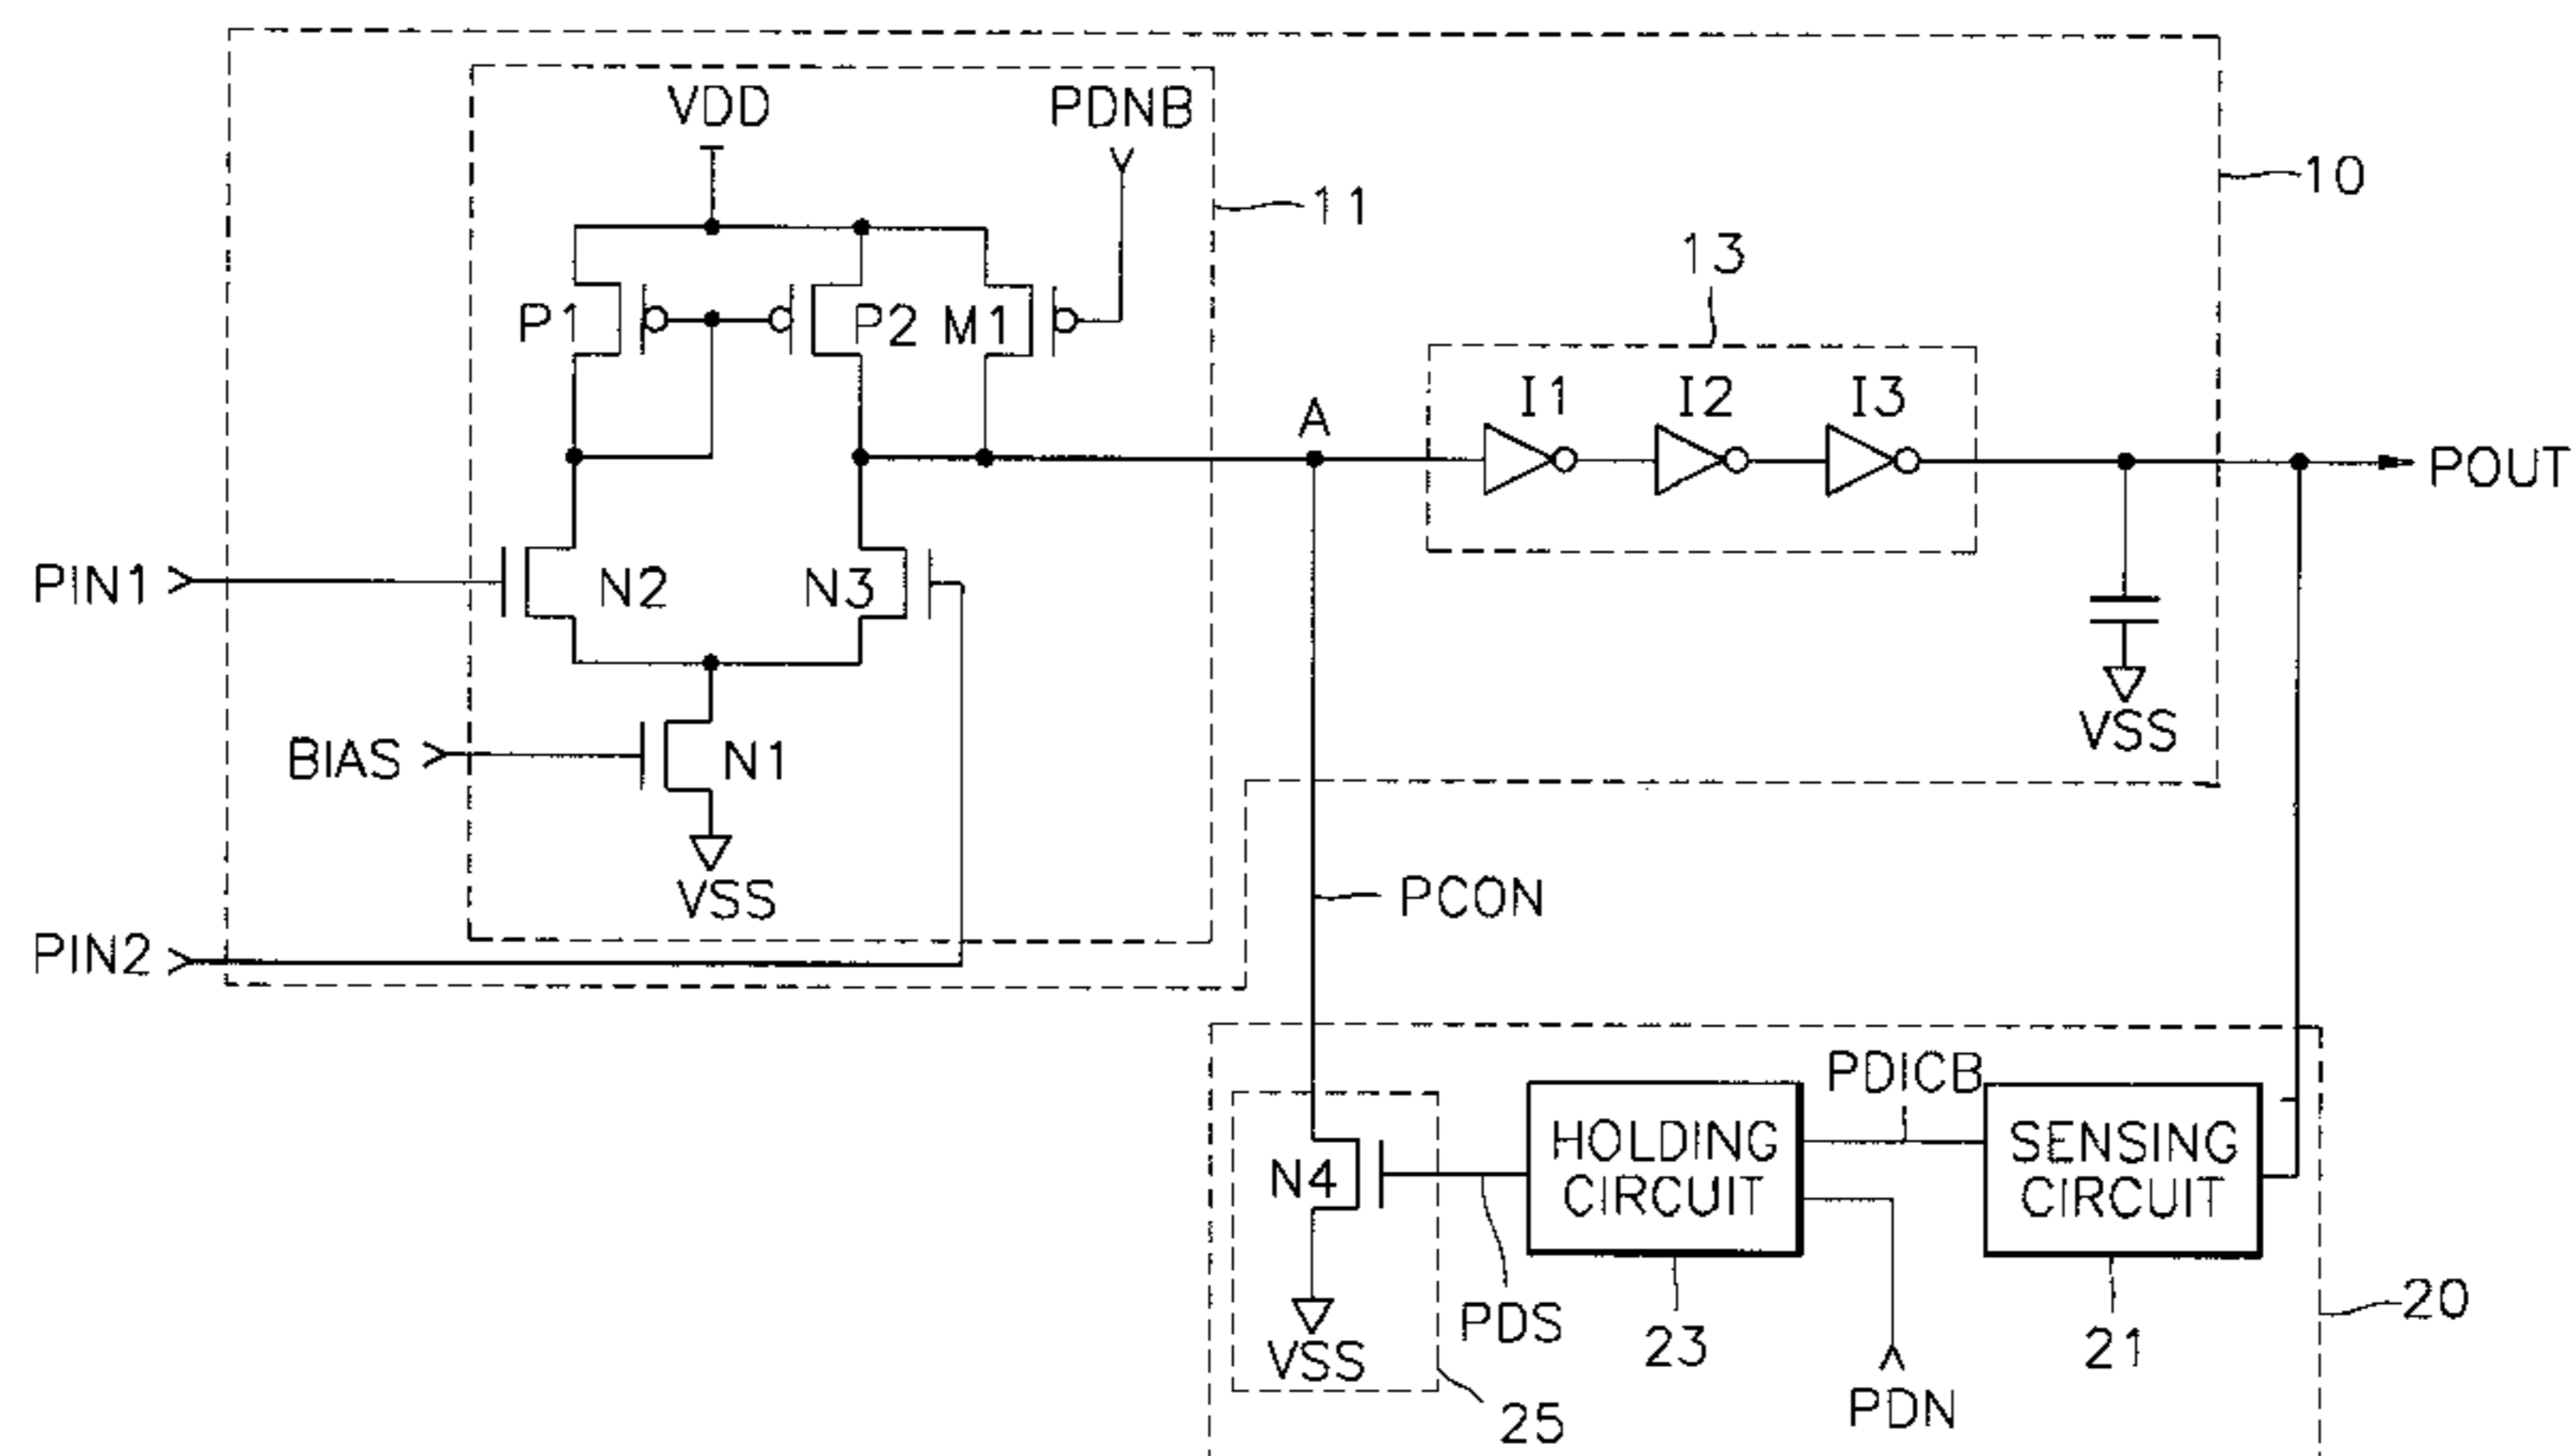 VDD
PDNB
10
11
13
P1
P2
M1
A
I1
I2
I3
POUT
PIN1
N2
N3
BIAS
N1
VSS
VSS
PCON
PIN2
PDICB
N4
HOLDING
CIRCUIT
SENSING
CIRCUIT
VSS
PDS
23
21
20
PDN
25